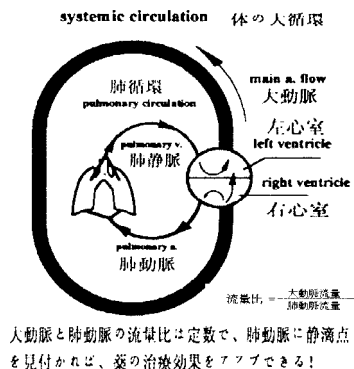 systemic circulation 体の大循環
肺循環
pulmonary circulation
main a. flow
大動脈
pulmonary v.
肺静脈
左心室
left ventricle
right ventricle
右心室
pulmonary a.
肺動脈
流量比 = 大動脈流量
肺動脈流量
大動脈と肺動脈の流量比は定数で、肺動脈に静滴点
を見付かれば、薬の治療効果をアップできる!